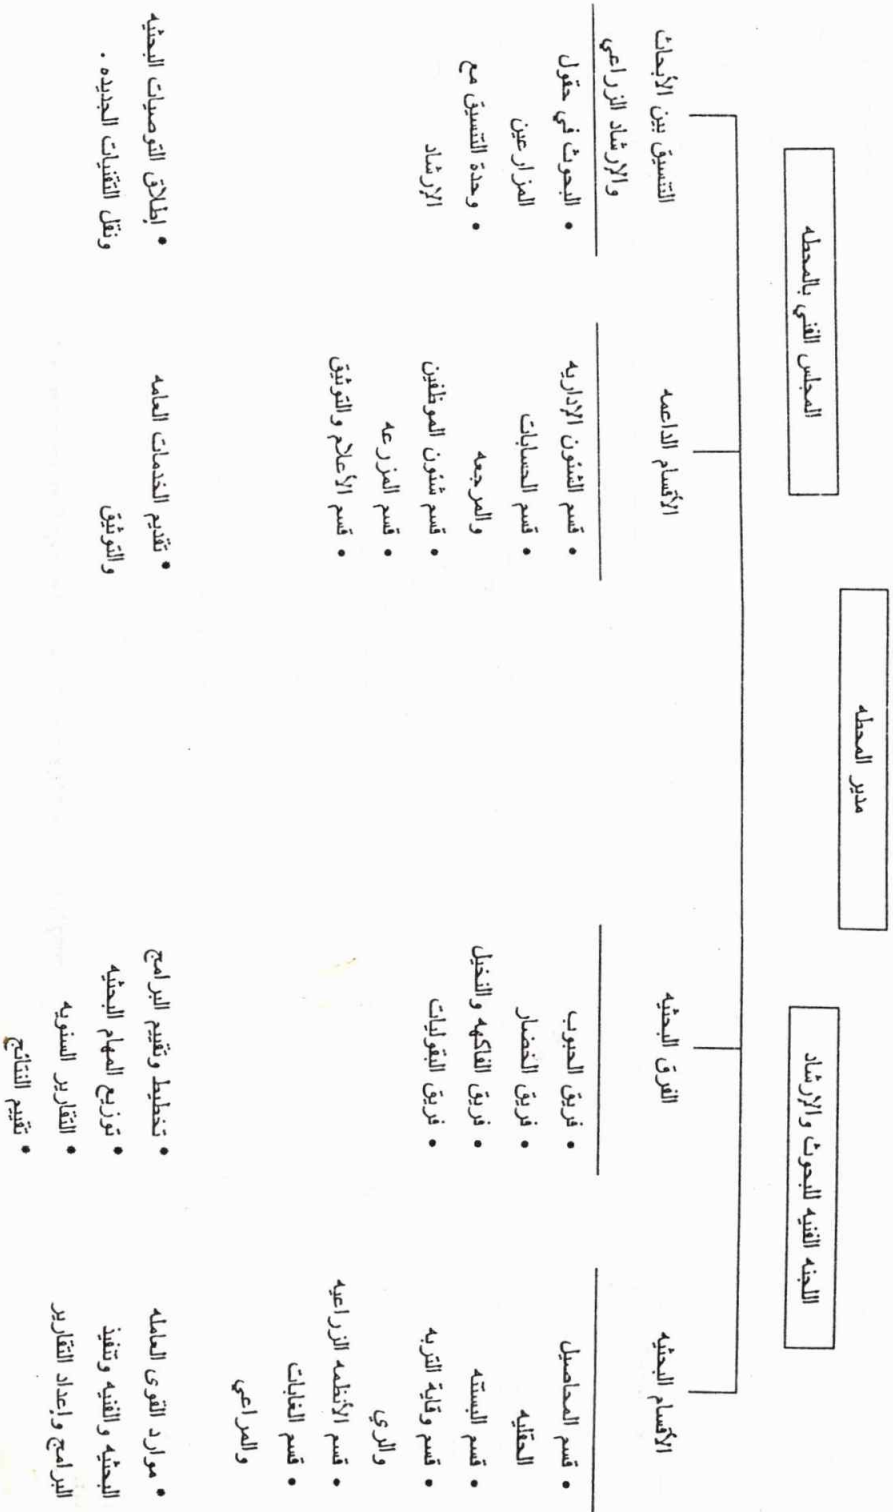 مدير المحطه
اللجنه الفنيه للبحوث والإرشاد
المجلس الفني بالمحطه
الأقسام البحثيه
• قسم المحاصيل
الحقليه
• قسم البستنه
• قسم وقاية التربه
والري
• قسم الأنظمه الزراعيه
• قسم الغابات
والمراعي
• موارد القوى العامله
البحثيه والفنيه وتنفيذ
البرامج وإعداد التقارير
الفرق البحثيه
• فريق الحبوب
• فريق الخضار
• فريق الفاكهه والنخيل
• فريق البقوليات
• تخطيط وتقييم البرامج
• توزيع المهام البحثيه
• التقارير السنويه
• تقييم النتائج
الأقسام الداعمه
• قسم الشئون الإداريه
• قسم الحسابات
والمرجعه
• قسم شئون الموظفين
• قسم المزرعه
• قسم الأعلام والتوثيق
• تقديم الخدمات العامه
والتوثيق
التنسيق بين الأبحاث
والإرشاد الزراعي
• البحوث في حقول
المزارعين
• وحدة التنسيق مع
الإرشاد
• إطلاق التوصيات البحثيه
ونقل التقنيات الجديده .